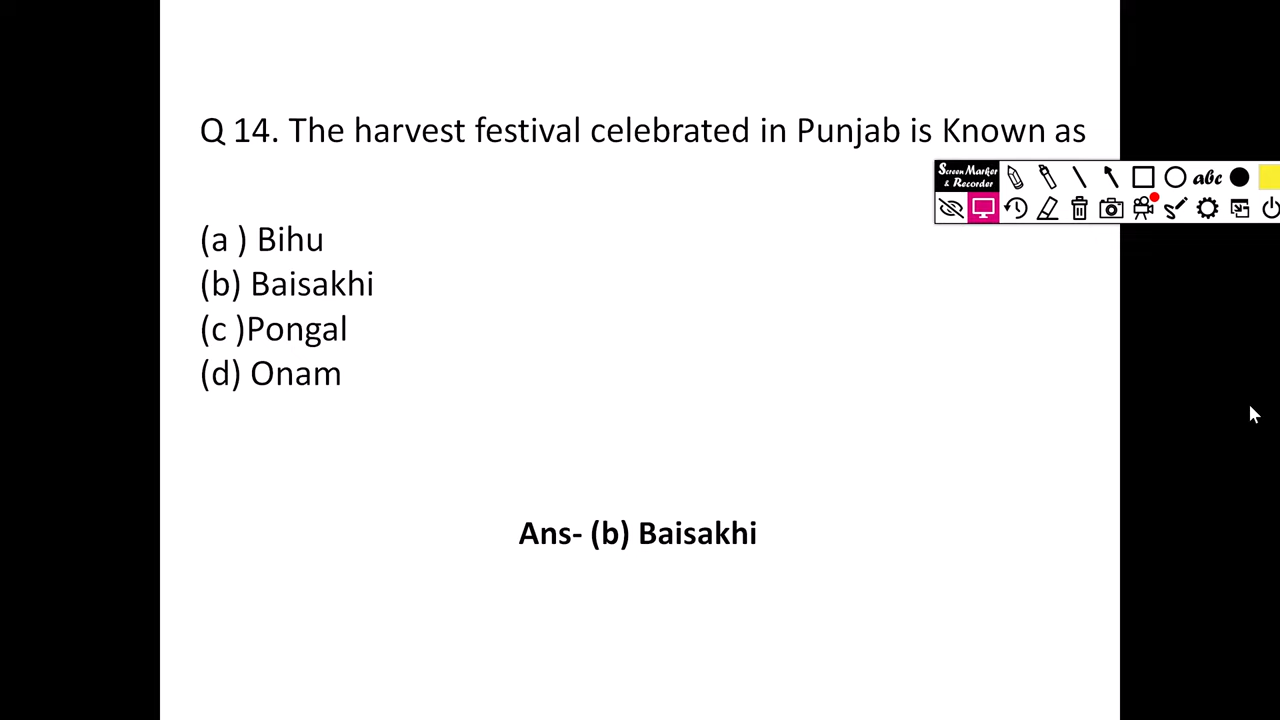 Q 14. The harvest festival celebrated in Punjab is Known as
Screen Marker
& Recorder
abc
(a ) Bihu
(b) Baisakhi
(c )Pongal
(d) Onam
Ans- (b) Baisakhi